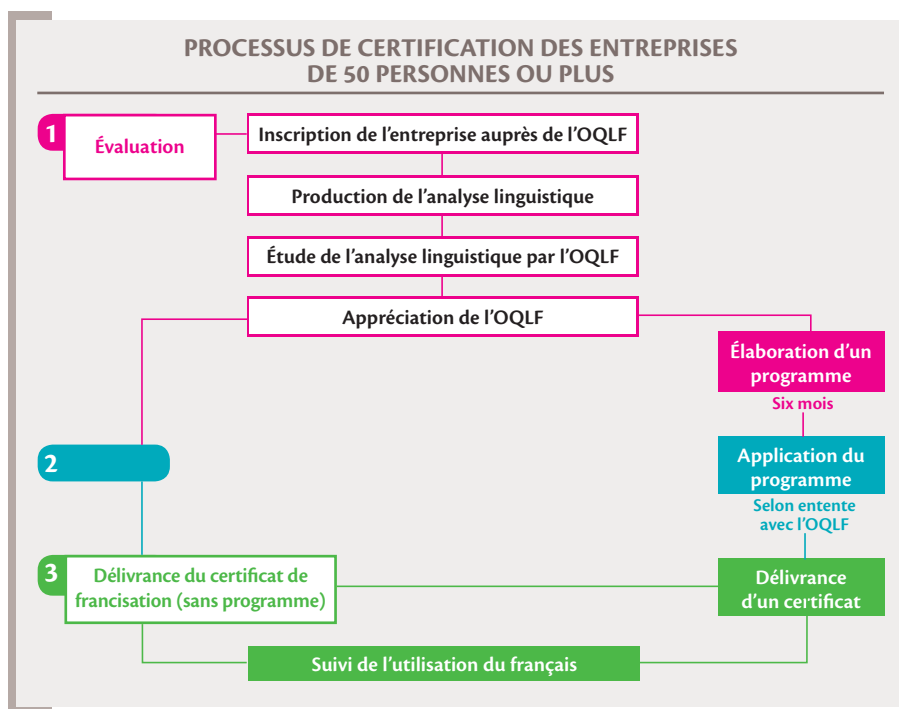 PROCESSUS DE CERTIFICATION DES ENTREPRISES
DE 50 PERSONNES OU PLUS
1
Évaluation
Inscription de l'entreprise auprès de l'OQLF
Production de l'analyse linguistique
Étude de l'analyse linguistique par l'OQLF
Appréciation de l'OQLF
Élaboration d'un
programme
Six mois
2
Application du
programme
Selon entente
avec l'OQLF
3
Délivrance du certificat de
francisation (sans programme)
Délivrance
d'un certificat
Suivi de l'utilisation du français